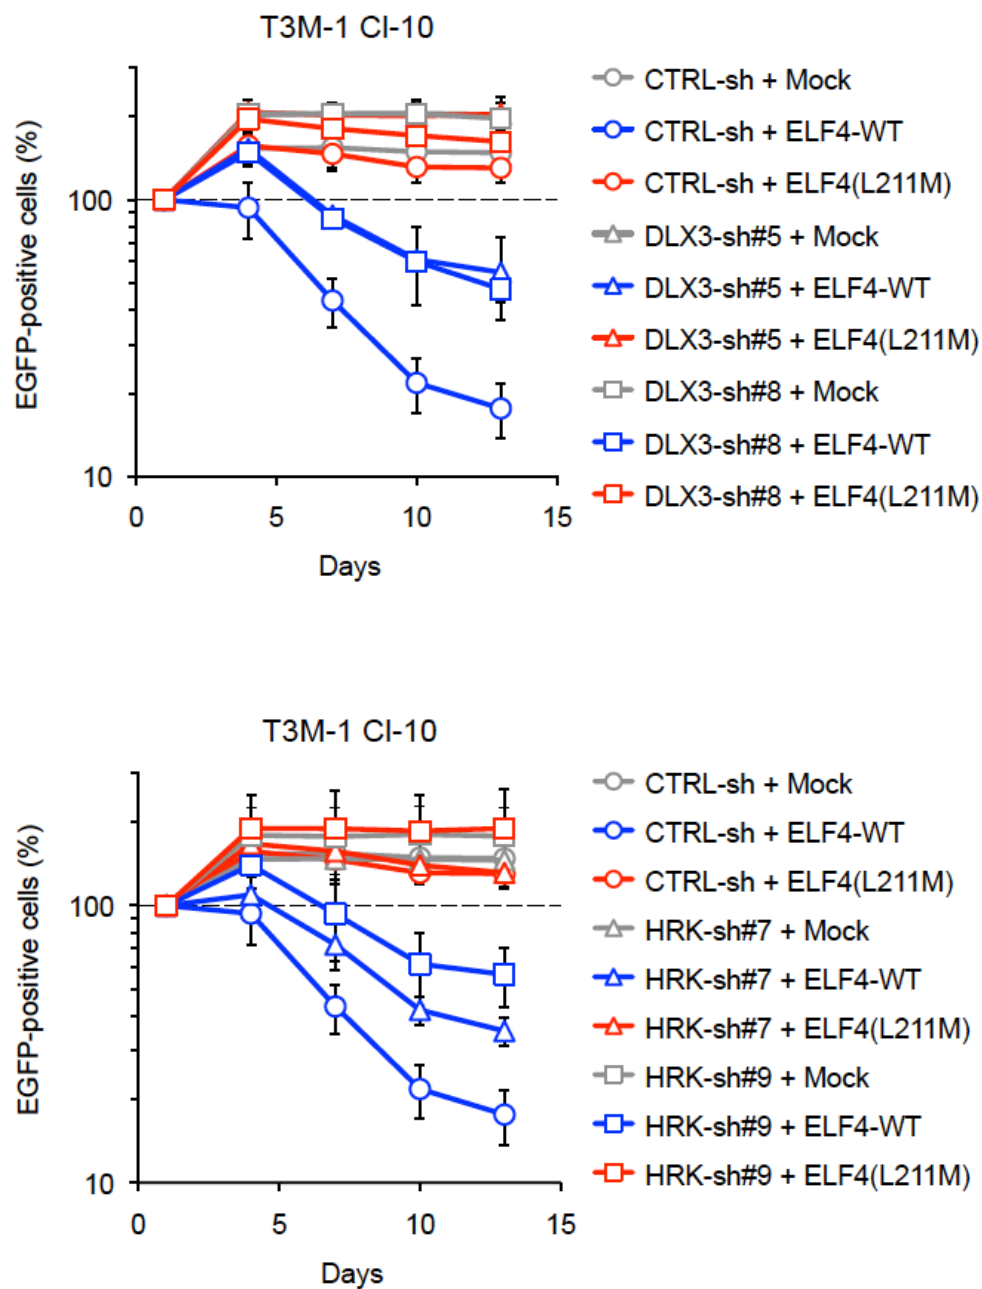 T3M-1 Cl-10
EGFP-positive cells (%)
100
10
0
5
10
15
Days
CTRL-sh + Mock
CTRL-sh + ELF4-WT
CTRL-sh + ELF4(L211M)
DLX3-sh#5 + Mock
DLX3-sh#5 + ELF4-WT
DLX3-sh#5 + ELF4(L211M)
DLX3-sh#8 + Mock
DLX3-sh#8 + ELF4-WT
DLX3-sh#8 + ELF4(L211M)
T3M-1 Cl-10
EGFP-positive cells (%)
100
10
0
5
10
15
Days
CTRL-sh + Mock
CTRL-sh + ELF4-WT
CTRL-sh + ELF4(L211M)
HRK-sh#7 + Mock
HRK-sh#7 + ELF4-WT
HRK-sh#7 + ELF4(L211M)
HRK-sh#9 + Mock
HRK-sh#9 + ELF4-WT
HRK-sh#9 + ELF4(L211M)